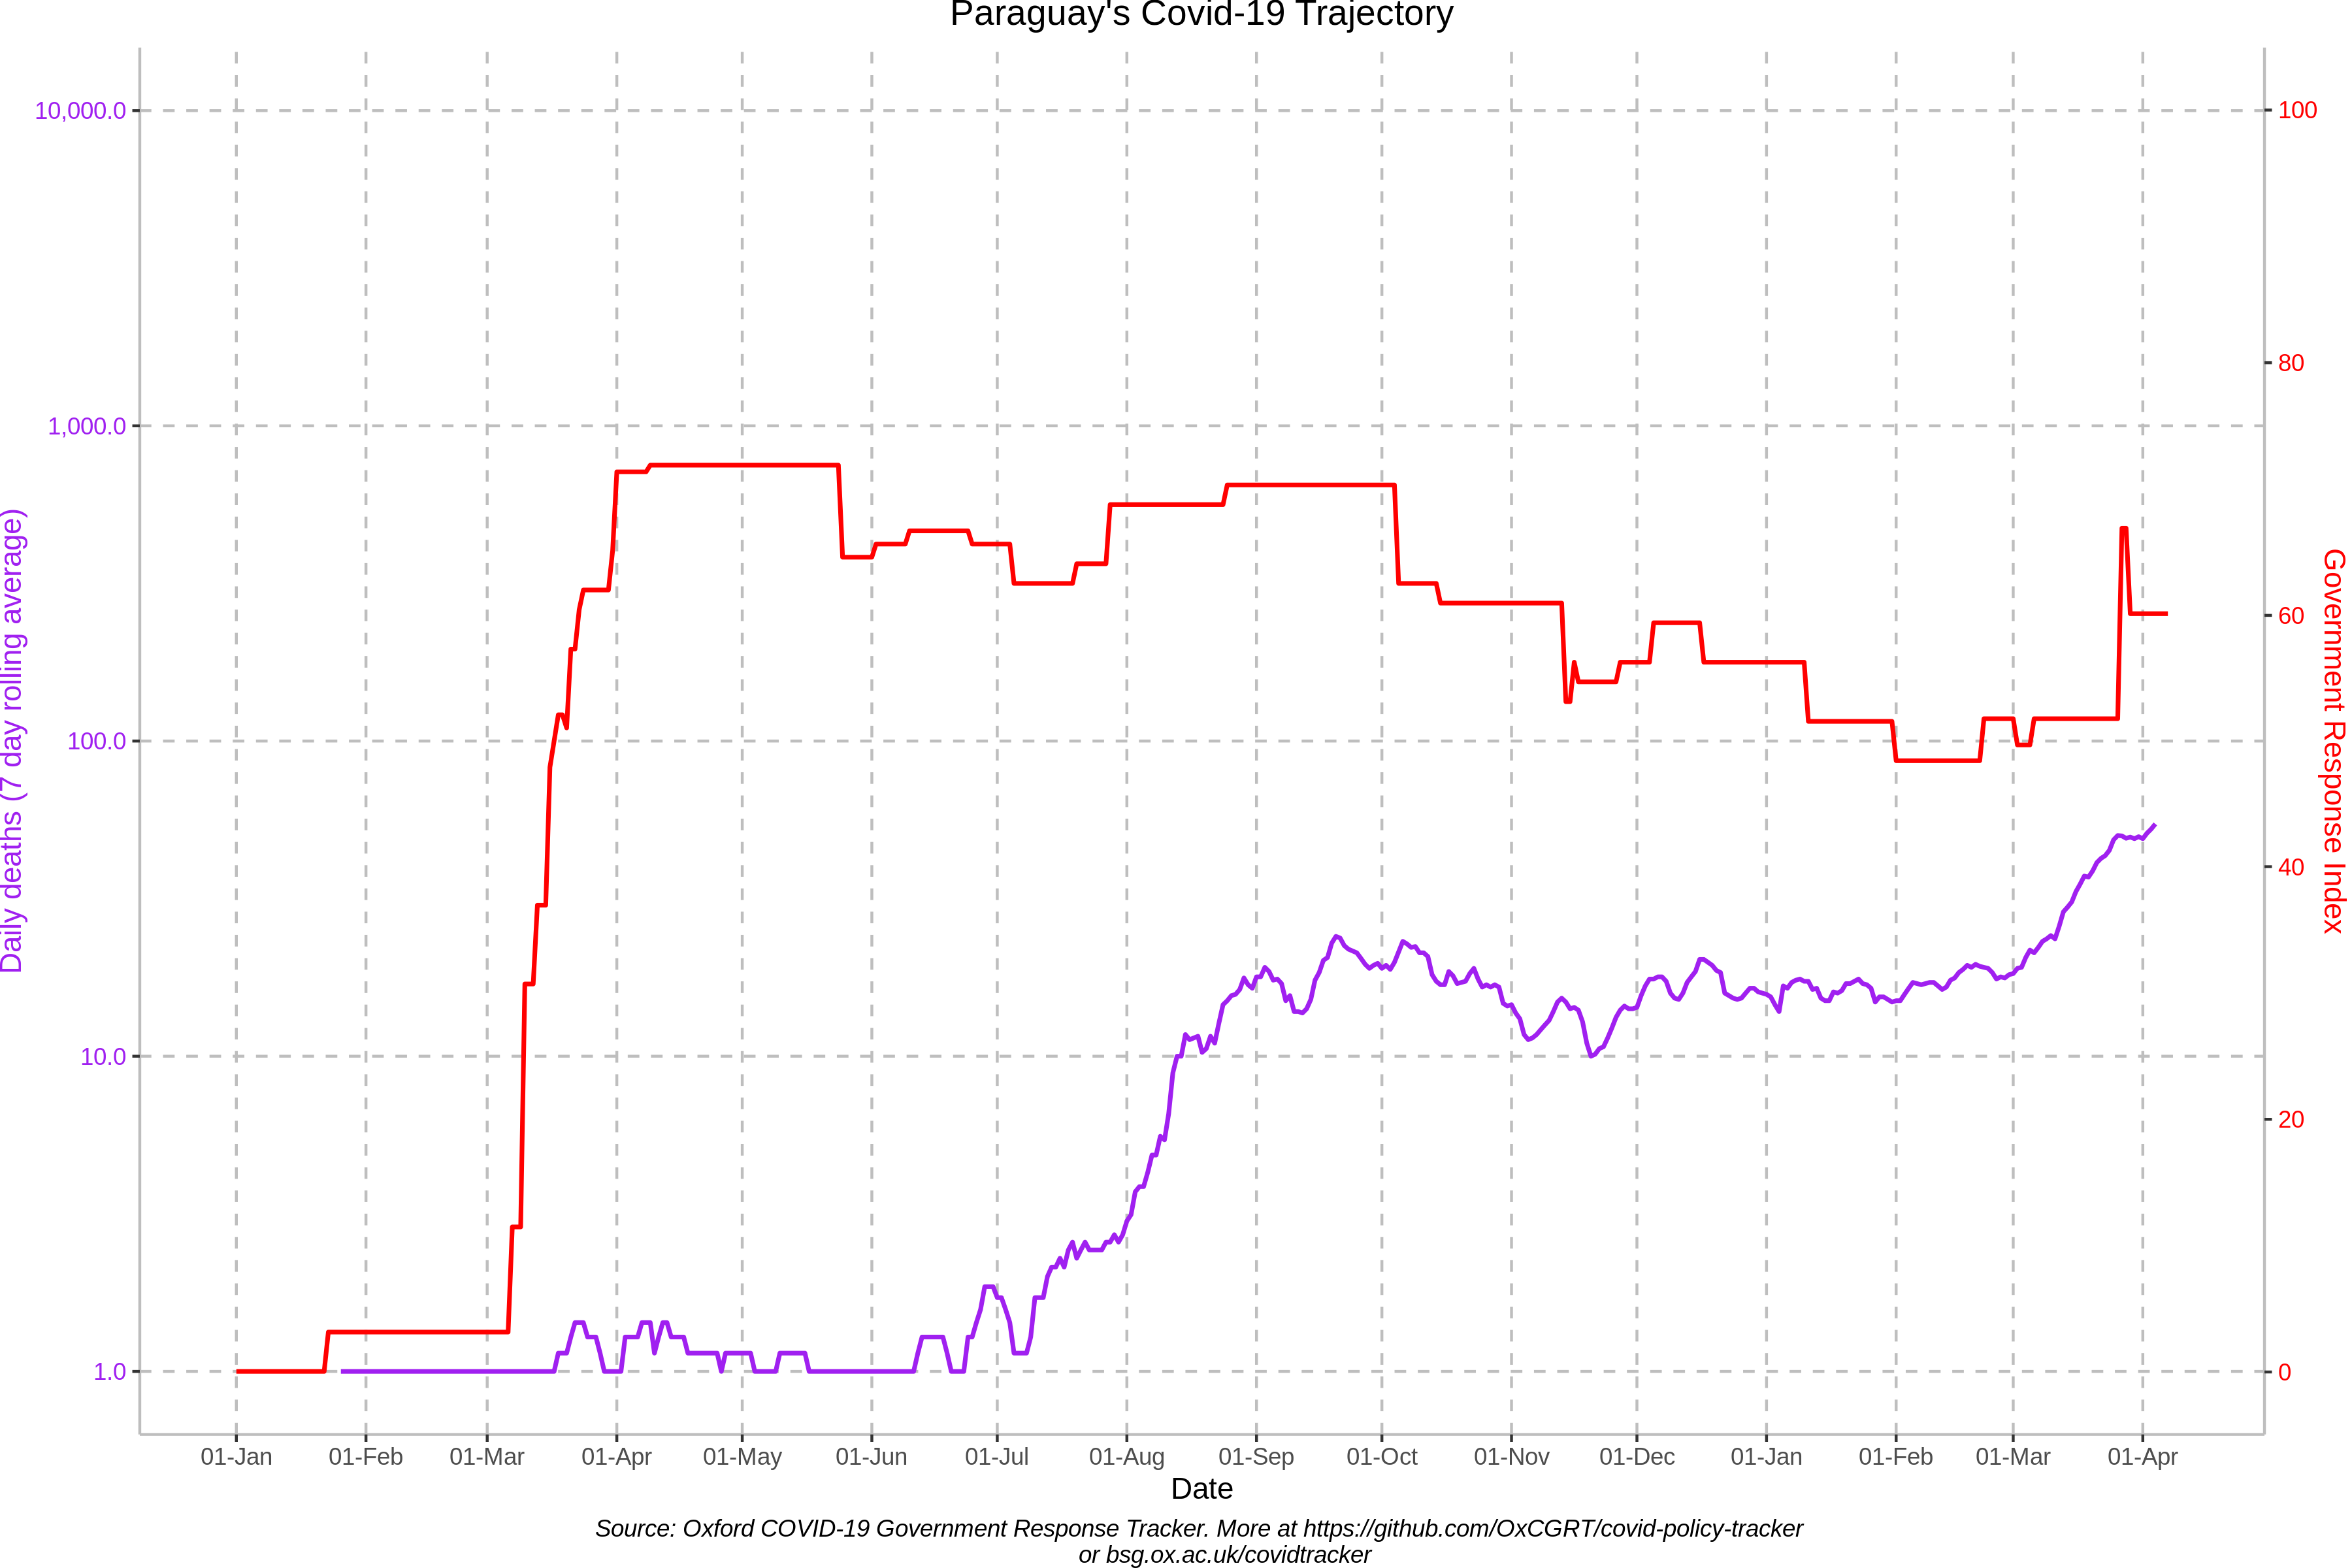 Paraguay's Covid-19 Trajectory
10,000.0
1,000.0
100.0
10.0
1.0
Daily deaths (7 day rolling average)
100
80
60
40
20
0
Government Response Index
01-Jan 01-Feb 01-Mar 01-Apr 01-May 01-Jun 01-Jul 01-Aug 01-Sep 01-Oct 01-Nov 01-Dec 01-Jan 01-Feb 01-Mar 01-Apr
Date
Source: Oxford COVID-19 Government Response Tracker. More at https://github.com/OxCGRT/covid-policy-tracker
or bsg.ox.ac.uk/covidtracker